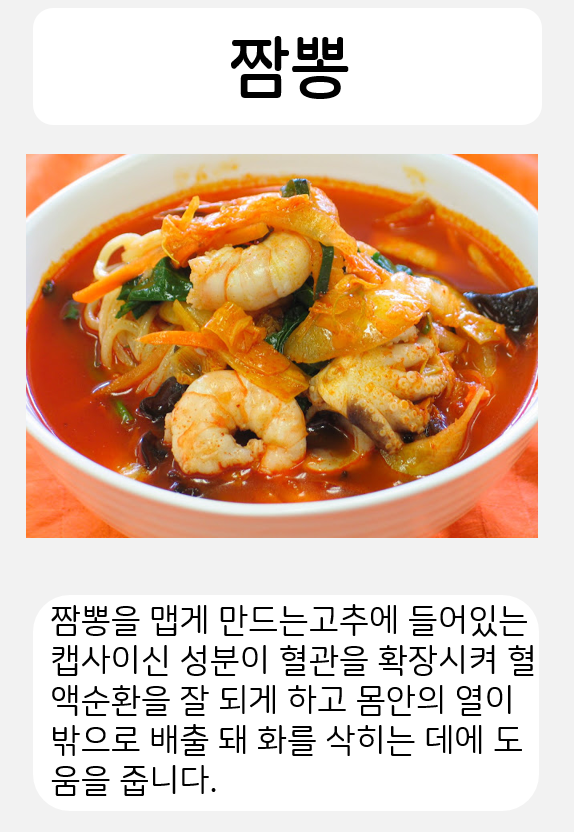 짬뽕
짬뽕을 맵게 만드는고추에 들어있는
캡사이신 성분이 혈관을 확장시켜 혈
액순환을 잘 되게 하고 몸안의 열이
밖으로 배출 돼 화를 삭히는 데에 도
움을 줍니다.